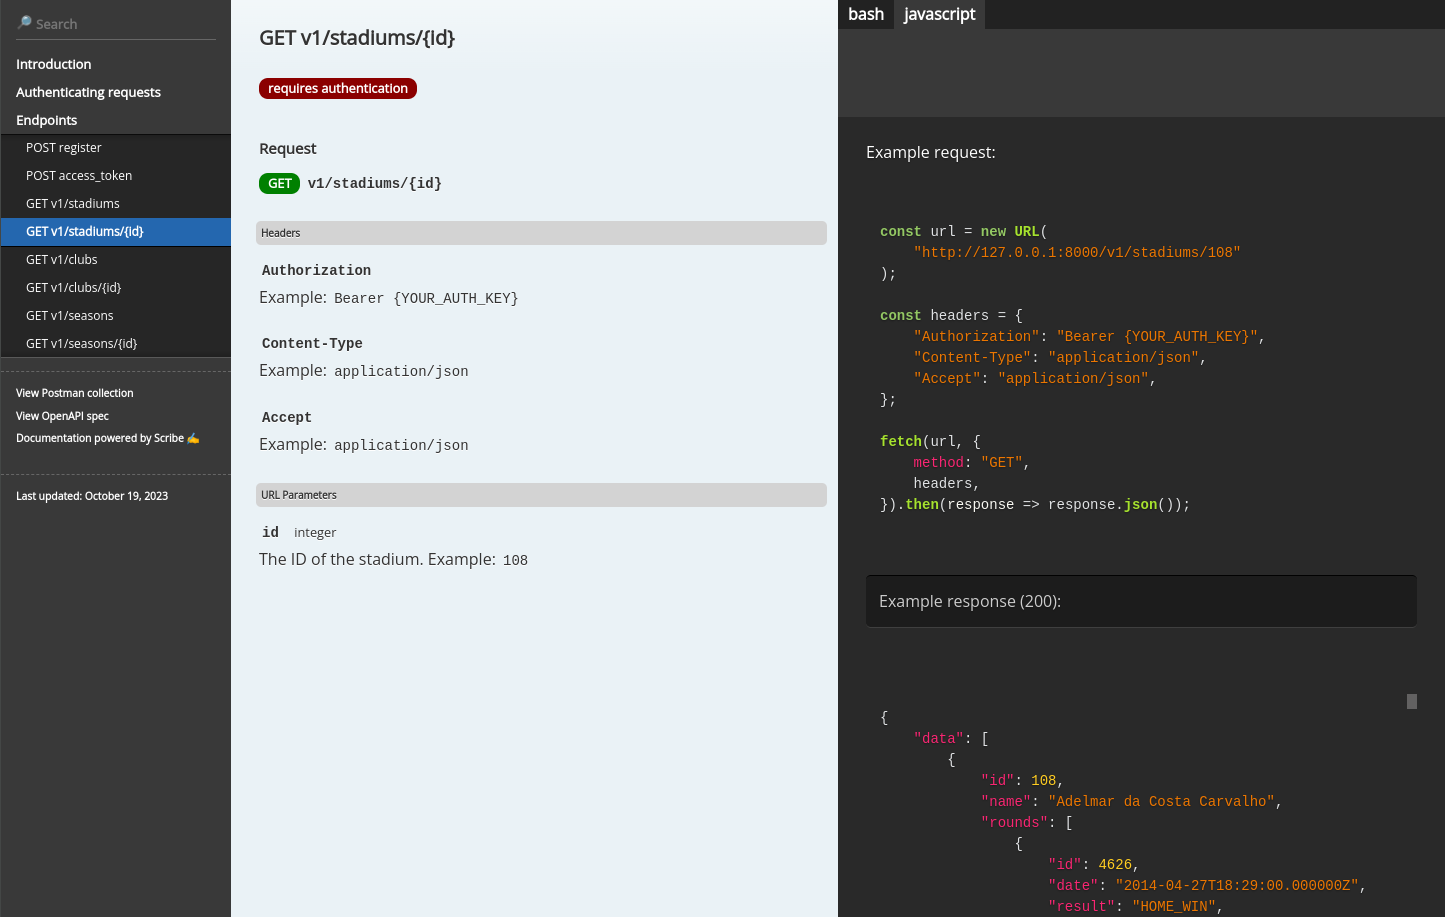 🔎 Search
Introduction
Authenticating requests
Endpoints
POST register
POST access_token
GET v1/stadiums
GET v1/stadiums/{id}
GET v1/clubs
GET v1/clubs/{id}
GET v1/seasons
GET v1/seasons/{id}
View Postman collection
View OpenAPI spec
Documentation powered by Scribe ✍
Last updated: October 19, 2023
GET v1/stadiums/{id}
requires authentication
Request
GET v1/stadiums/{id}
Headers
Authorization
Example: Bearer {YOUR_AUTH_KEY}
Content-Type
Example: application/json
Accept
Example: application/json
URL Parameters
id integer
The ID of the stadium. Example: 108
bash javascript
Example request:
const url = new URL(
    "http://127.0.0.1:8000/v1/stadiums/108"
);
const headers = {
    "Authorization": "Bearer {YOUR_AUTH_KEY}",
    "Content-Type": "application/json",
    "Accept": "application/json",
};
fetch(url, {
    method: "GET",
    headers,
}).then(response => response.json());
Example response (200):
{
    "data": [
        {
            "id": 108,
            "name": "Adelmar da Costa Carvalho",
            "rounds": [
                {
                    "id": 4626,
                    "date": "2014-04-27T18:29:00.000000Z",
                    "result": "HOME_WIN",